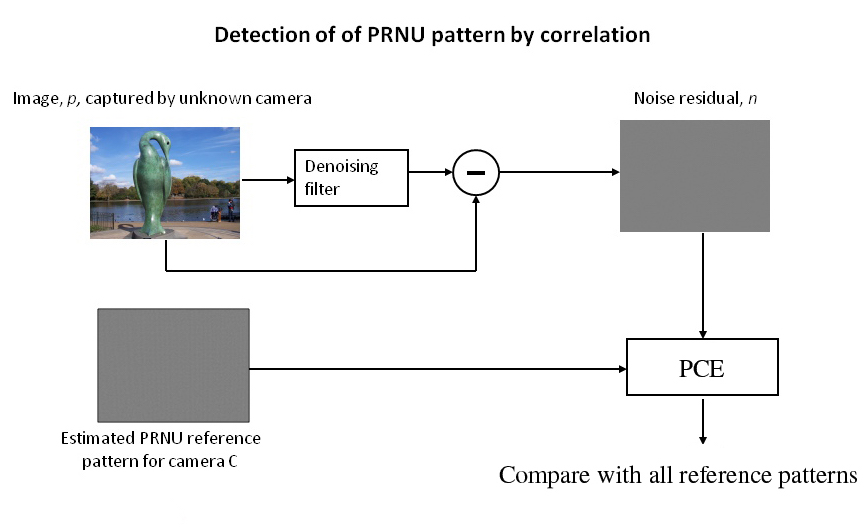 Detection of of PRNU pattern by correlation
Image, p, captured by unknown camera
Noise residual, n
Denoising
filter
PCE
Estimated PRNU reference
pattern for camera C
Compare with all reference patterns